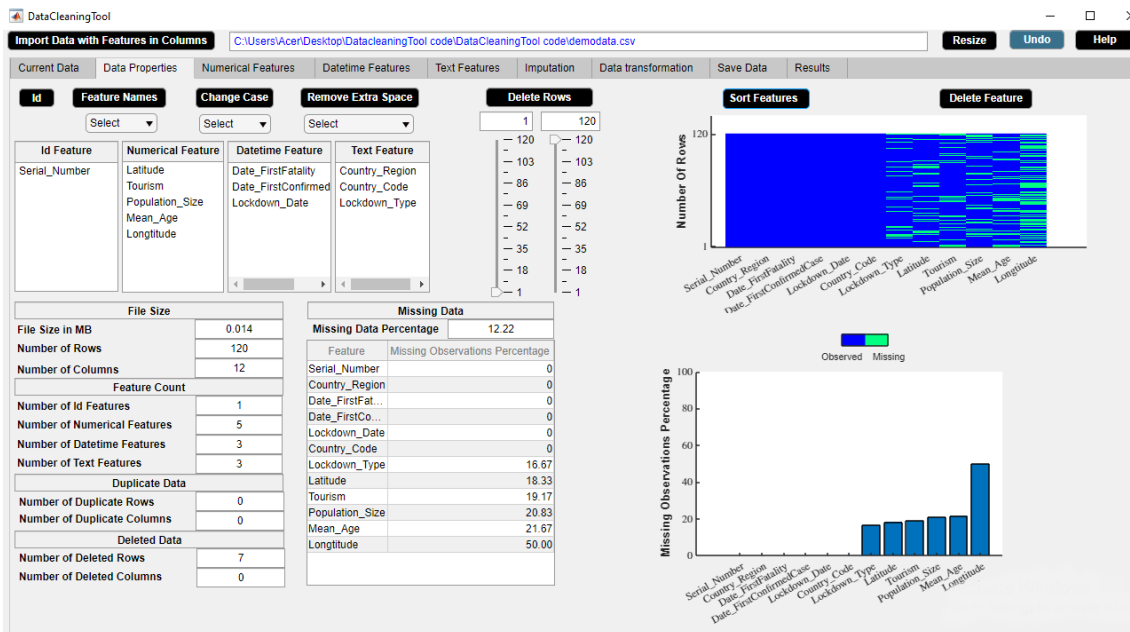 DataCleaningTool
Import Data with Features in Columns C:\Users\Acer\Desktop\DatacleaningTool code\DataCleaningTool code\demodata.csv Resize Undo Help
Current Data Data Properties Numerical Features Datetime Features Text Features Imputation Data transformation Save Data Results
Id Feature Names Change Case Remove Extra Space Delete Rows Sort Features Delete Feature
Select Select Select 1 120
Id Feature Numerical Feature Datetime Feature Text Feature
Serial_Number Latitude Date_FirstFatality Country_Region
Tourism Date_FirstConfirmed Country_Code
Population_Size Lockdown_Date Lockdown_Type
Mean_Age
Longtitude
120 120
103 103
86 86
69 69
52 52
35 35
18 18
1 1
Number Of Rows
120
1
Serial_Number Country_Region Date_FirstFatality Date_FirstConfirmedCase Lockdown_Date Country_Code Lockdown_Type Latitude Tourism Population_Size Mean_Age Longtitude
Observed Missing
File Size
File Size in MB 0.014
Number of Rows 120
Number of Columns 12
Feature Count
Number of Id Features 1
Number of Numerical Features 5
Number of Datetime Features 3
Number of Text Features 3
Duplicate Data
Number of Duplicate Rows 0
Number of Duplicate Columns 0
Deleted Data
Number of Deleted Rows 7
Number of Deleted Columns 0
Missing Data
Missing Data Percentage 12.22
Feature Missing Observations Percentage
Serial_Number 0
Country_Region 0
Date_FirstFat... 0
Date_FirstCo... 0
Lockdown_Date 0
Country_Code 0
Lockdown_Type 16.67
Latitude 18.33
Tourism 19.17
Population_Size 20.83
Mean_Age 21.67
Longtitude 50.00
Missing Observations Percentage
100
80
60
40
20
0
Serial_Number Country_Region Date_FirstFatality Date_FirstConfirmedCase Lockdown_Date Country_Code Lockdown_Type Latitude Tourism Population_Size Mean_Age Longtitude